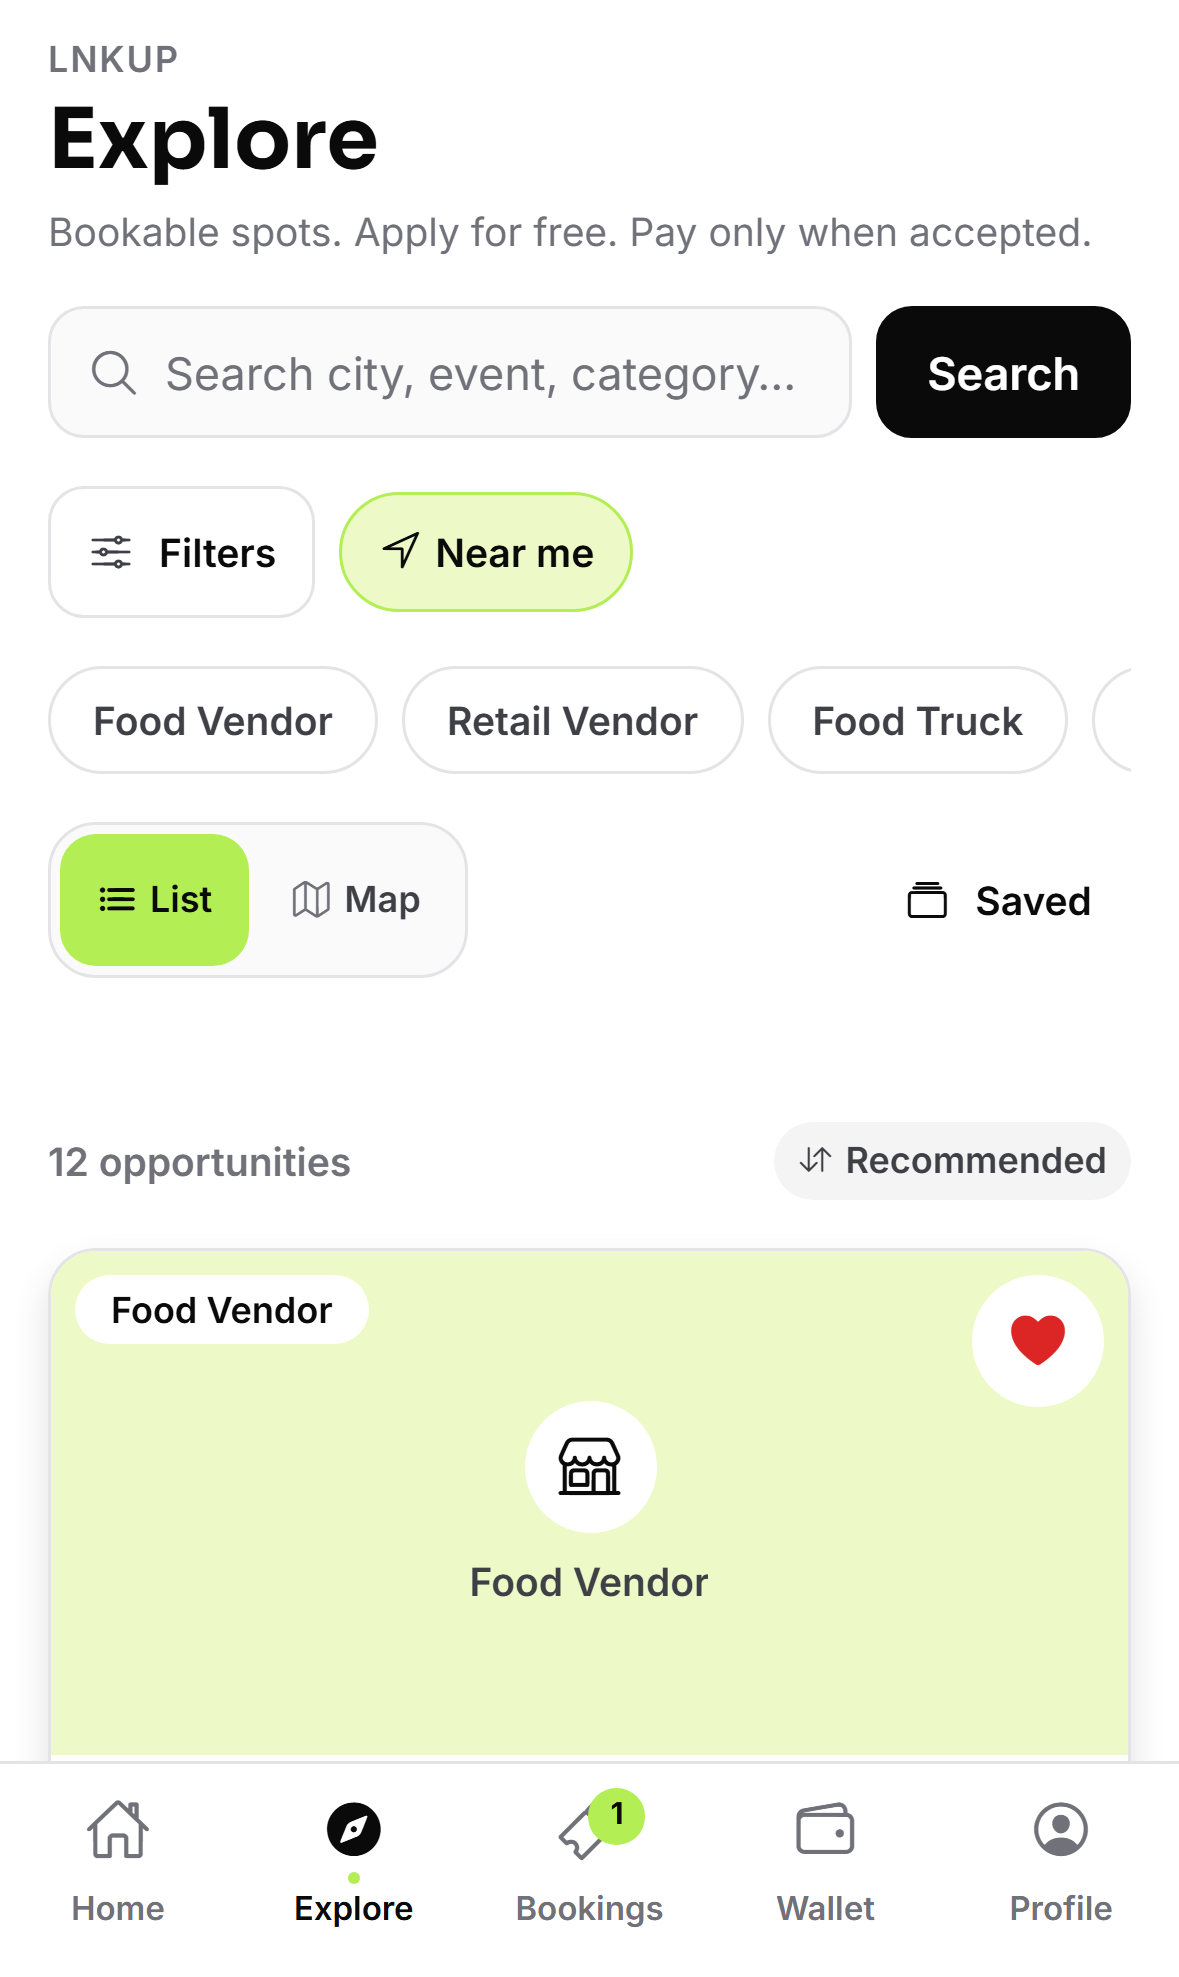 LNKUP
Explore
Bookable spots. Apply for free. Pay only when accepted.
Search city, event, category...
Search
Filters
Near me
Food Vendor
Retail Vendor
Food Truck
List
Map
Saved
12 opportunities
Recommended
Food Vendor
Food Vendor
1
Home
Explore
Bookings
Wallet
Profile